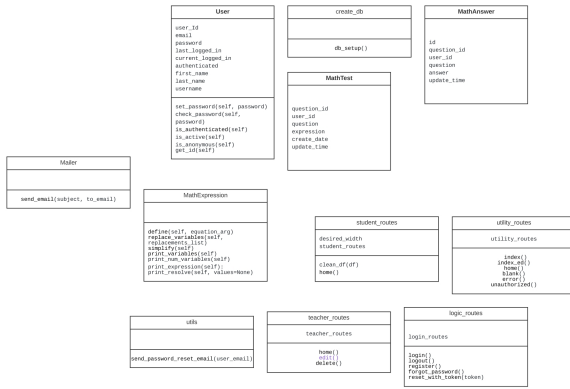 User
user_Id
email
password
last_logged_in
current_logged_in
authenticated
first_name
last_name
username
set_password(self, password)
check_password(self,
password)
is_authenticated(self)
is_active(self)
is_anonymous(self)
get_id(self)
create_db
db_setup()
MathAnswer
id
question_id
user_id
question
answer
update_time
MathTest
question_id
user_id
question
expression
create_date
update_time
Mailer
send_email(subject, to_email)
MathExpression
define(self, equation_arg)
replace_variables(self,
replacements_list)
simplify(self)
print_variables(self)
print_num_variables(self)
print_expression(self):
print_resolve(self, values=None)
student_routes
desired_width
student_routes
clean_df(df)
home()
utility_routes
utility_routes
index()
index_ed()
home()
blank()
error()
unauthorized()
utils
send_password_reset_email(user_email)
teacher_routes
teacher_routes
home()
edit()
delete()
logic_routes
login_routes
login()
logout()
register()
forgot_password()
reset_with_token(token)